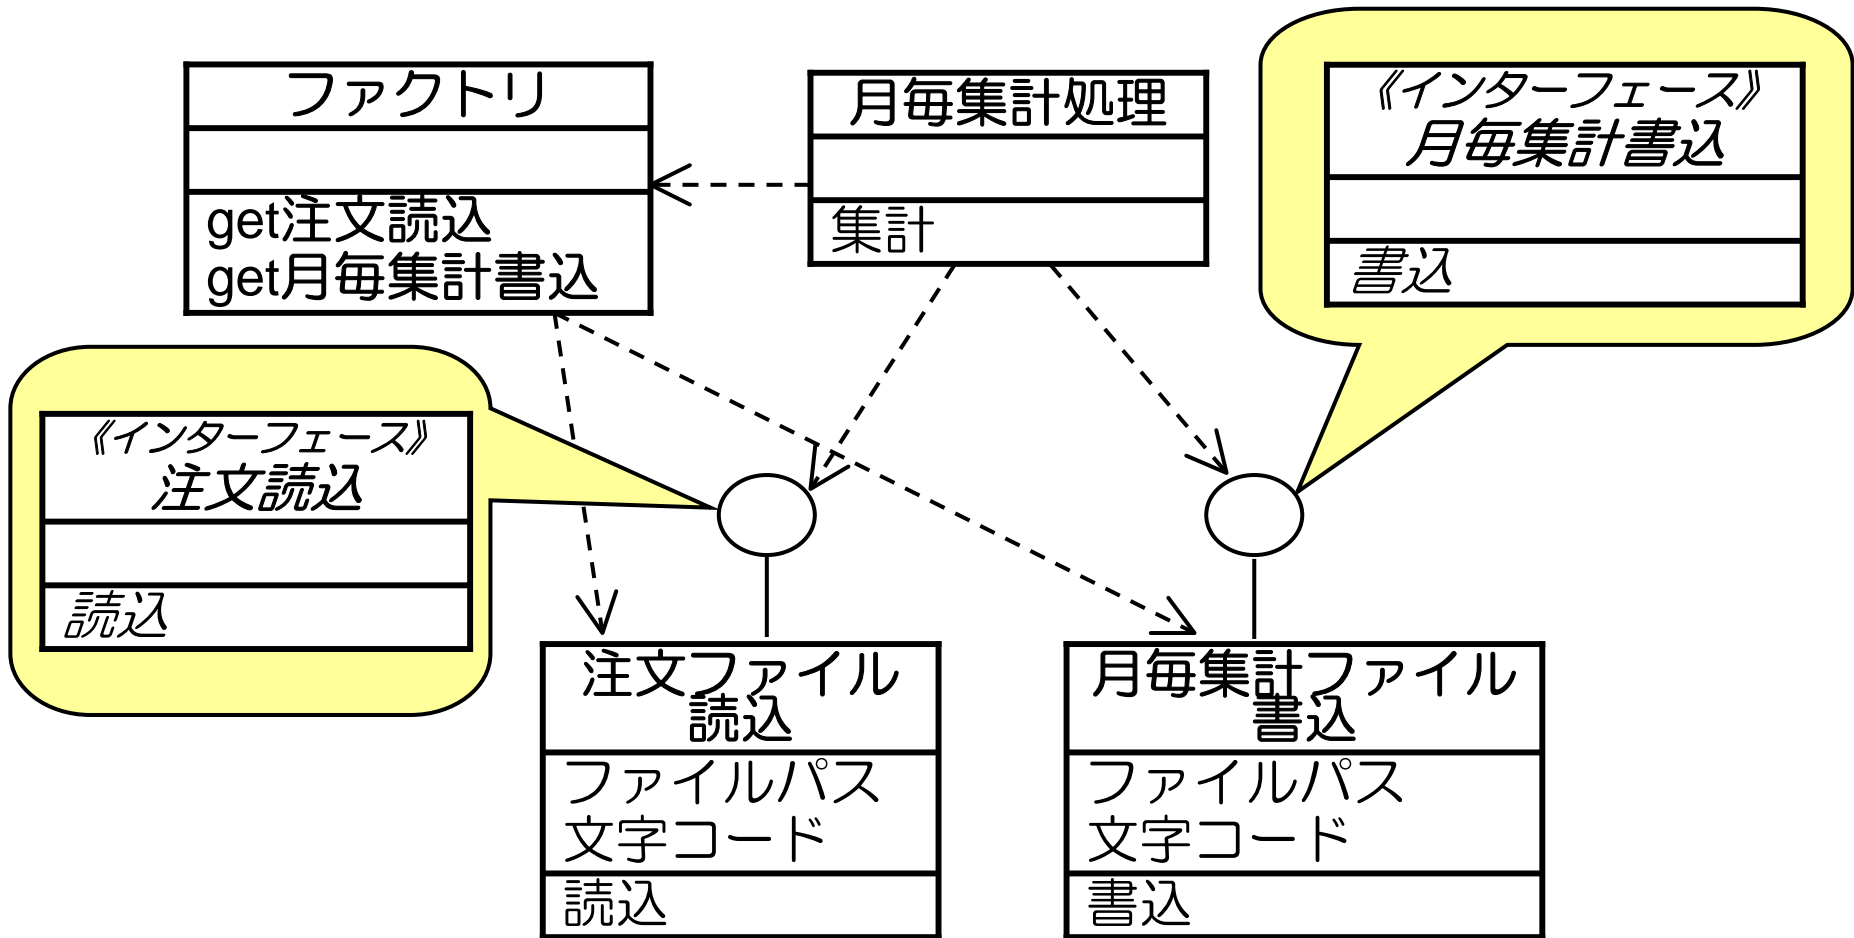 ファクトリ
get注文読込
get月毎集計書込
月毎集計処理
集計
《インターフェース》
月毎集計書込
書込
《インターフェース》
注文読込
読込
注文ファイル
読込
ファイルパス
文字コード
読込
月毎集計ファイル
書込
ファイルパス
文字コード
書込